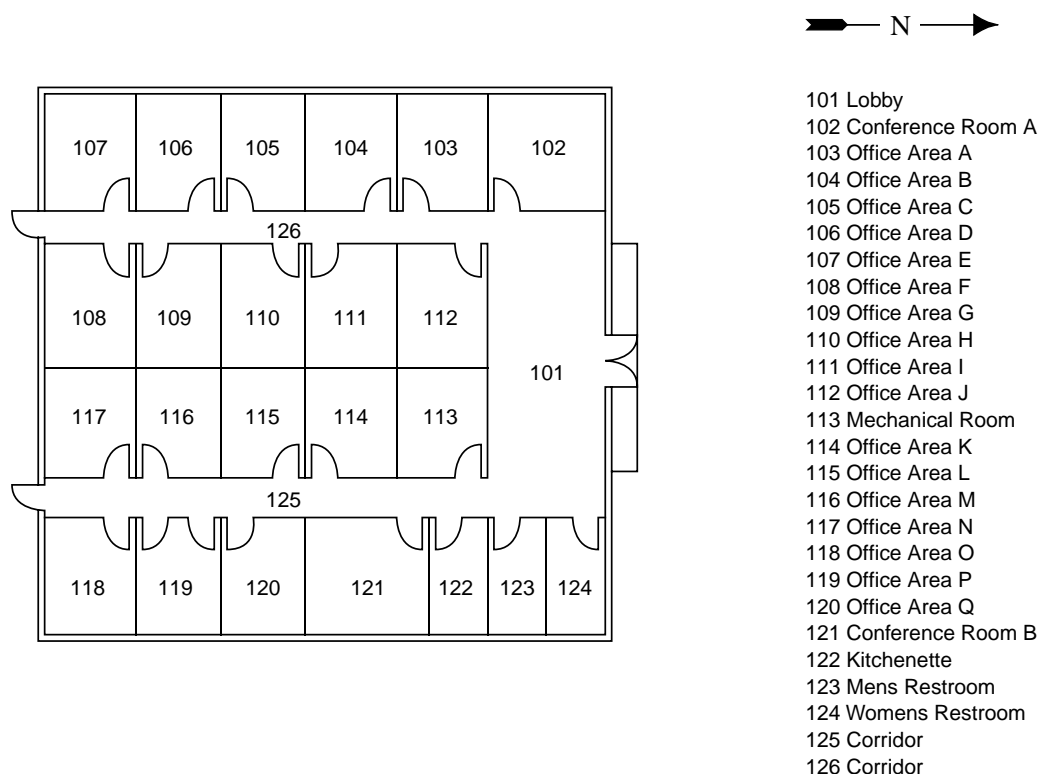 N
101 Lobby
102 Conference Room A
103 Office Area A
104 Office Area B
105 Office Area C
106 Office Area D
107 Office Area E
108 Office Area F
109 Office Area G
110 Office Area H
111 Office Area I
112 Office Area J
113 Mechanical Room
114 Office Area K
115 Office Area L
116 Office Area M
117 Office Area N
118 Office Area O
119 Office Area P
120 Office Area Q
121 Conference Room B
122 Kitchenette
123 Mens Restroom
124 Womens Restroom
125 Corridor
126 Corridor
107 106 105 104 103 102
126
108 109 110 111 112
101
117 116 115 114 113
125
118 119 120 121 122 123 124